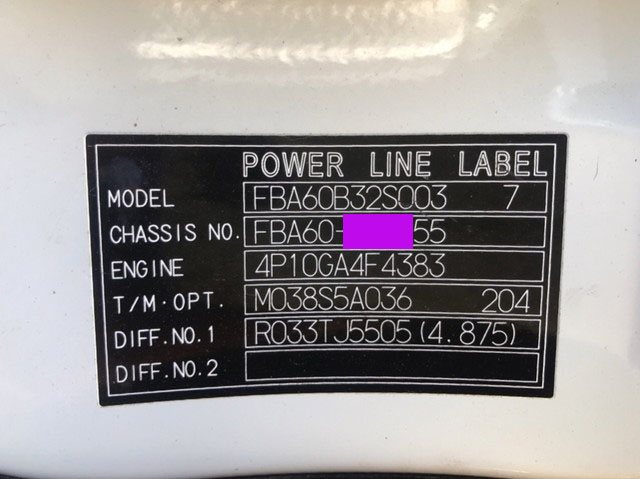 POWER LINE LABEL
MODEL FBA60B32S003 7
CHASSIS NO. FBA60- 55
ENGINE 4P10GA4F4383
T/M·OPT. M038S5A036 204
DIFF.NO.1 R033TJ5505(4.875)
DIFF.NO.2